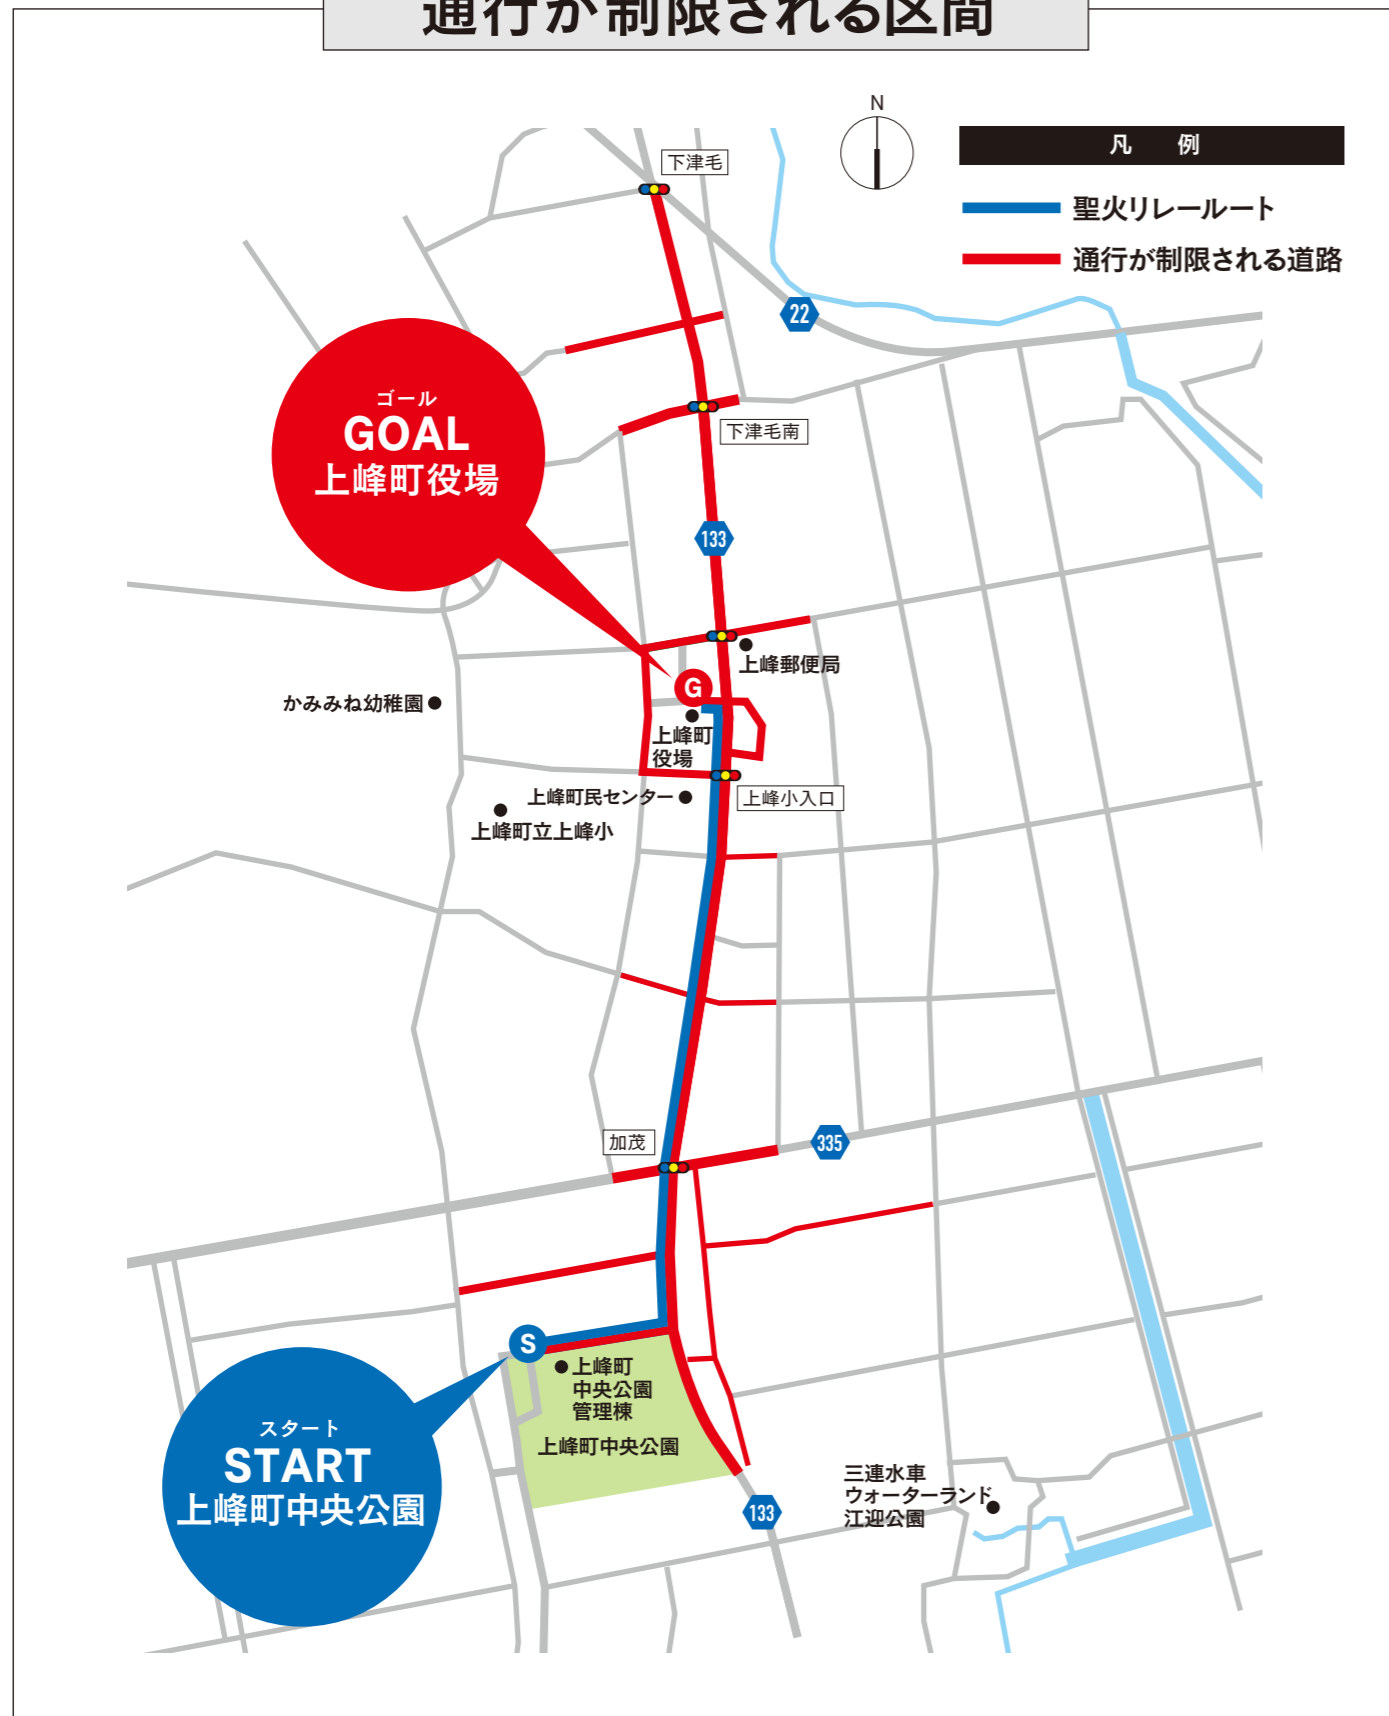 通行が制限される区間
N
凡 例
聖火リレールート
通行が制限される道路
下津毛
22
ゴール
GOAL
上峰町役場
下津毛南
133
上峰郵便局
G
かみみね幼稚園
上峰町
役場
上峰町民センター
上峰小入口
上峰町立上峰小
加茂
335
S
上峰町
中央公園
管理棟
上峰町中央公園
スタート
START
上峰町中央公園
133
三連水車
ウォーターランド
江迎公園